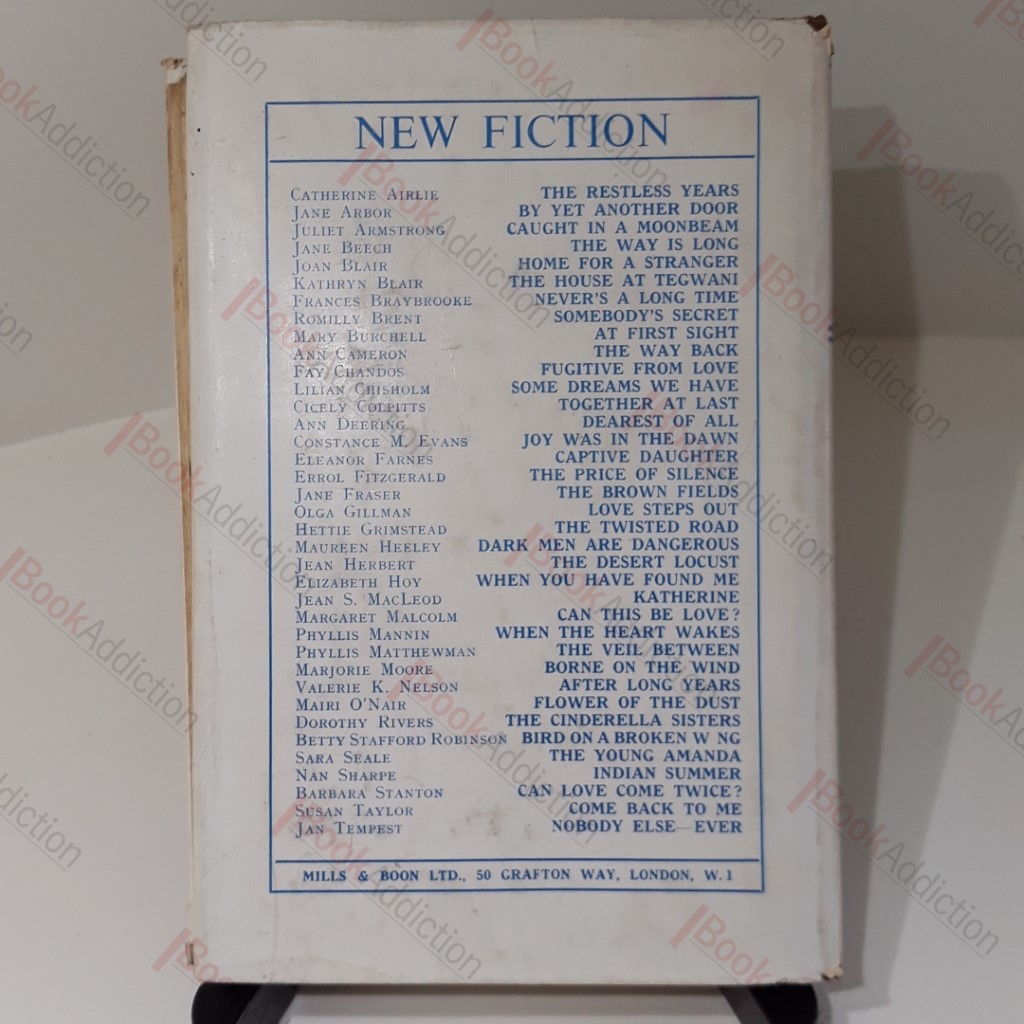 NEW FICTION
CATHERINE AIRLIE THE RESTLESS YEARS
JANE ARBOR BY YET ANOTHER DOOR
JULIET ARMSTRONG CAUGHT IN A MOONBEAM
JANE BEECH THE WAY IS LONG
JOAN BLAIR HOME FOR A STRANGER
KATHRYN BLAIR THE HOUSE AT TEGWANI
FRANCES BRAYBROOKE NEVER'S A LONG TIME
ROMILLY BRENT SOMEBODY'S SECRET
MARY BURCHELL AT FIRST SIGHT
ANN CAMERON THE WAY BACK
FAY CHANDOS FUGITIVE FROM LOVE
LILIAN CHISHOLM SOME DREAMS WE HAVE
CICELY COLPITTS TOGETHER AT LAST
ANN DEERING DEAREST OF ALL
CONSTANCE M. EVANS JOY WAS IN THE DAWN
ELEANOR FARNES CAPTIVE DAUGHTER
ERROL FITZGERALD THE PRICE OF SILENCE
JANE FRASER THE BROWN FIELDS
OLGA GILLMAN LOVE STEPS OUT
HETTIE GRIMSTEAD THE TWISTED ROAD
MAUREEN HEELEY DARK MEN ARE DANGEROUS
JEAN HERBERT THE DESERT LOCUST
ELIZABETH HOY WHEN YOU HAVE FOUND ME
JEAN S. MACLEOD KATHERINE
MARGARET MALCOLM CAN THIS BE LOVE?
PHYLLIS MANNIN WHEN THE HEART WAKES
PHYLLIS MATTHEWMAN THE VEIL BETWEEN
MARJORIE MOORE BORNE ON THE WIND
VALERIE K. NELSON AFTER LONG YEARS
MAIRI O'NAIR FLOWER OF THE DUST
DOROTHY RIVERS THE CINDERELLA SISTERS
BETTY STAFFORD ROBINSON BIRD ON A BROKEN W NG
SARA SEALE THE YOUNG AMANDA
NAN SHARPE INDIAN SUMMER
BARBARA STANTON CAN LOVE COME TWICE?
SUSAN TAYLOR COME BACK TO ME
JAN TEMPEST NOBODY ELSE—EVER
MILLS & BOON LTD., 50 GRAFTON WAY, LONDON, W.1
BookAddiction